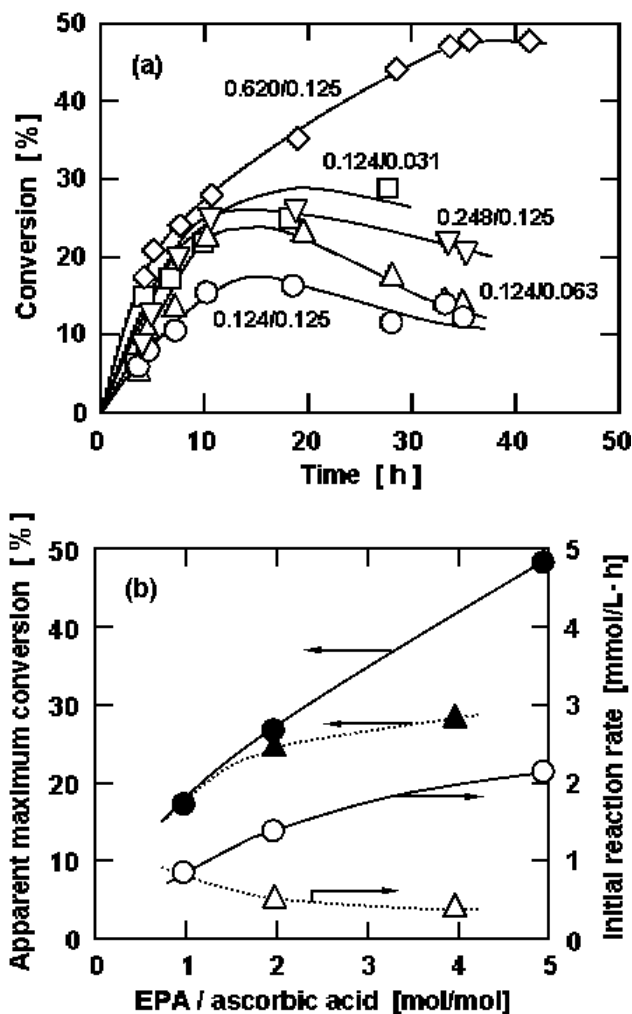 50
40
30
20
10
0
Conversion [ % ]
(a)
0.620/0.125
0.124/0.031
0.248/0.125
0.124/0.063
0.124/0.125
0 10 20 30 40 50
Time [ h ]
Apparent maximum conversion [ % ]
50
40
30
20
10
0
(b)
5
4
3
2
1
0
Initial reaction rate [mmol/L· h]
0 1 2 3 4 5
EPA / ascorbic acid [mol/mol]